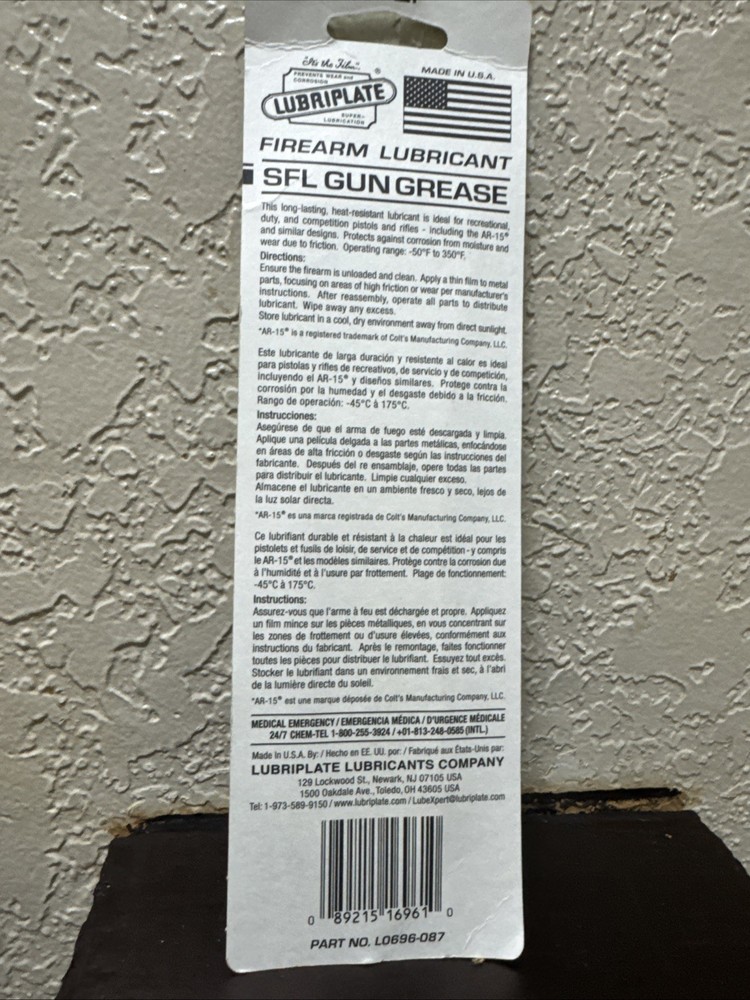 It's the Film...
PREVENTS WEAR and
CORROSION
LUBRIPLATE®
SUPER-
LUBRICATION
MADE IN U.S.A.
FIREARM LUBRICANT
SFL GUN GREASE
This long-lasting, heat-resistant lubricant is ideal for recreational,
duty, and competition pistols and rifles - including the AR-15®
and similar designs. Protects against corrosion from moisture and
wear due to friction. Operating range: -50°F to 350°F.
Directions:
Ensure the firearm is unloaded and clean. Apply a thin film to metal
parts, focusing on areas of high friction or wear per manufacturer's
instructions. After reassembly, operate all parts to distribute
lubricant. Wipe away any excess.
Store lubricant in a cool, dry environment away from direct sunlight.
*AR-15® is a registered trademark of Colt's Manufacturing Company, LLC.
Este lubricante de larga duración y resistente al calor es ideal
para pistolas y rifles de recreativos, de servicio y de competición,
incluyendo el AR-15® y diseños similares. Protege contra la
corrosión por la humedad y el desgaste debido a la fricción.
Rango de operación: -45°C à 175°C.
Instrucciones:
Asegúrese de que el arma de fuego esté descargada y limpia.
Aplique una película delgada a las partes metálicas, enfocándose
en áreas de alta fricción o desgaste según las instrucciones del
fabricante. Después del re ensamblaje, opere todas las partes
para distribuir el lubricante. Limpie cualquier exceso.
Almacene el lubricante en un ambiente fresco y seco, lejos de
la luz solar directa.
*AR-15® es una marca registrada de Colt's Manufacturing Company, LLC.
Ce lubrifiant durable et résistant à la chaleur est idéal pour les
pistolets et fusils de loisir, de service et de compétition - y compris
le AR-15® et les modèles similaires. Protège contre la corrosion due
à l'humidité et à l'usure par frottement. Plage de fonctionnement:
-45°C à 175°C.
Instructions:
Assurez-vous que l'arme à feu est déchargée et propre. Appliquez
un film mince sur les pièces métalliques, en vous concentrant sur
les zones de frottement ou d'usure élevées, conformément aux
instructions du fabricant. Après le remontage, faites fonctionner
toutes les pièces pour distribuer le lubrifiant. Essuyez tout excès.
Stocker le lubrifiant dans un environnement frais et sec, à l'abri
de la lumière directe du soleil.
*AR-15® est une marque déposée de Colt's Manufacturing Company, LLC.
MEDICAL EMERGENCY / EMERGENCIA MÉDICA / D'URGENCE MÉDICALE
24/7 CHEM-TEL 1-800-255-3924 / +01-813-248-0585 (INTL.)
Made in U.S.A. By: / Hecho en EE. UU. por: / Fabriqué aux États-Unis par:
LUBRIPLATE LUBRICANTS COMPANY
129 Lockwood St., Newark, NJ 07105 USA
1500 Oakdale Ave., Toledo, OH 43605 USA
Tel: 1-973-589-9150 / www.lubriplate.com / LubeXpert@lubriplate.com
0 89215 16961 0
PART NO. L0696-087